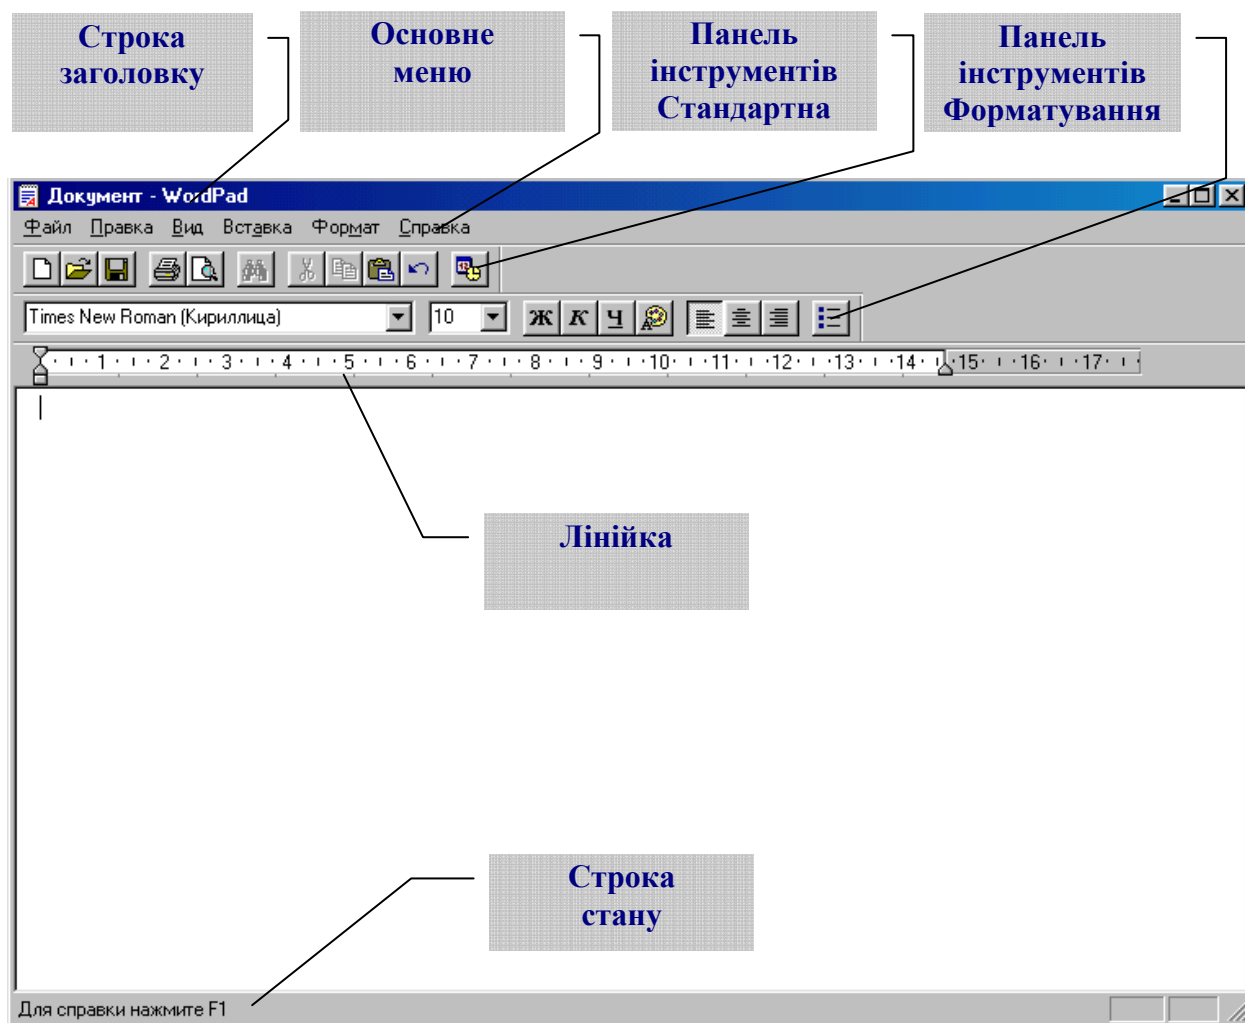 Строка
заголовку
Основне
меню
Панель
інструментів
Стандартна
Панель
інструментів
Форматування
Документ - WordPad
Файл Правка Вид Вставка Формат Справка
Times New Roman (Кириллица) 10 Ж К Ч
1 2 3 4 5 6 7 8 9 10 11 12 13 14 15 16 17
Лінійка
Строка
стану
Для справки нажмите F1